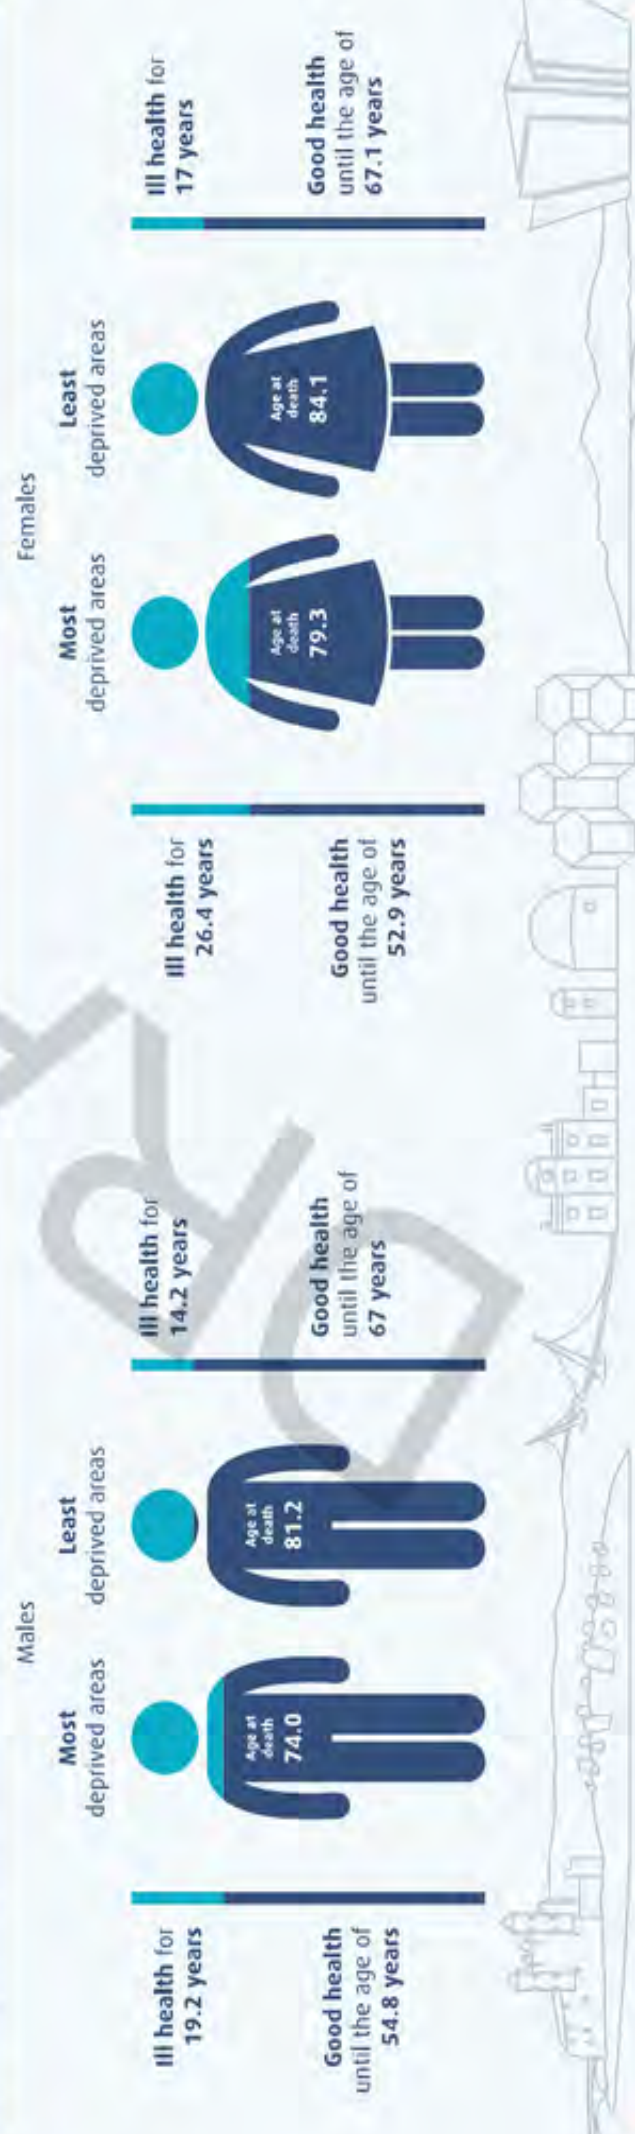 Males
Most
deprived areas
Least
deprived areas
Ill health for
19.2 years
Good health
until the age of
54.8 years
Age at
death
74.0
Age at
death
81.2
Ill health for
14.2 years
Good health
until the age of
67 years
Females
Most
deprived areas
Least
deprived areas
Ill health for
26.4 years
Good health
until the age of
52.9 years
Age at
death
79.3
Age at
death
84.1
Ill health for
17 years
Good health
until the age of
67.1 years